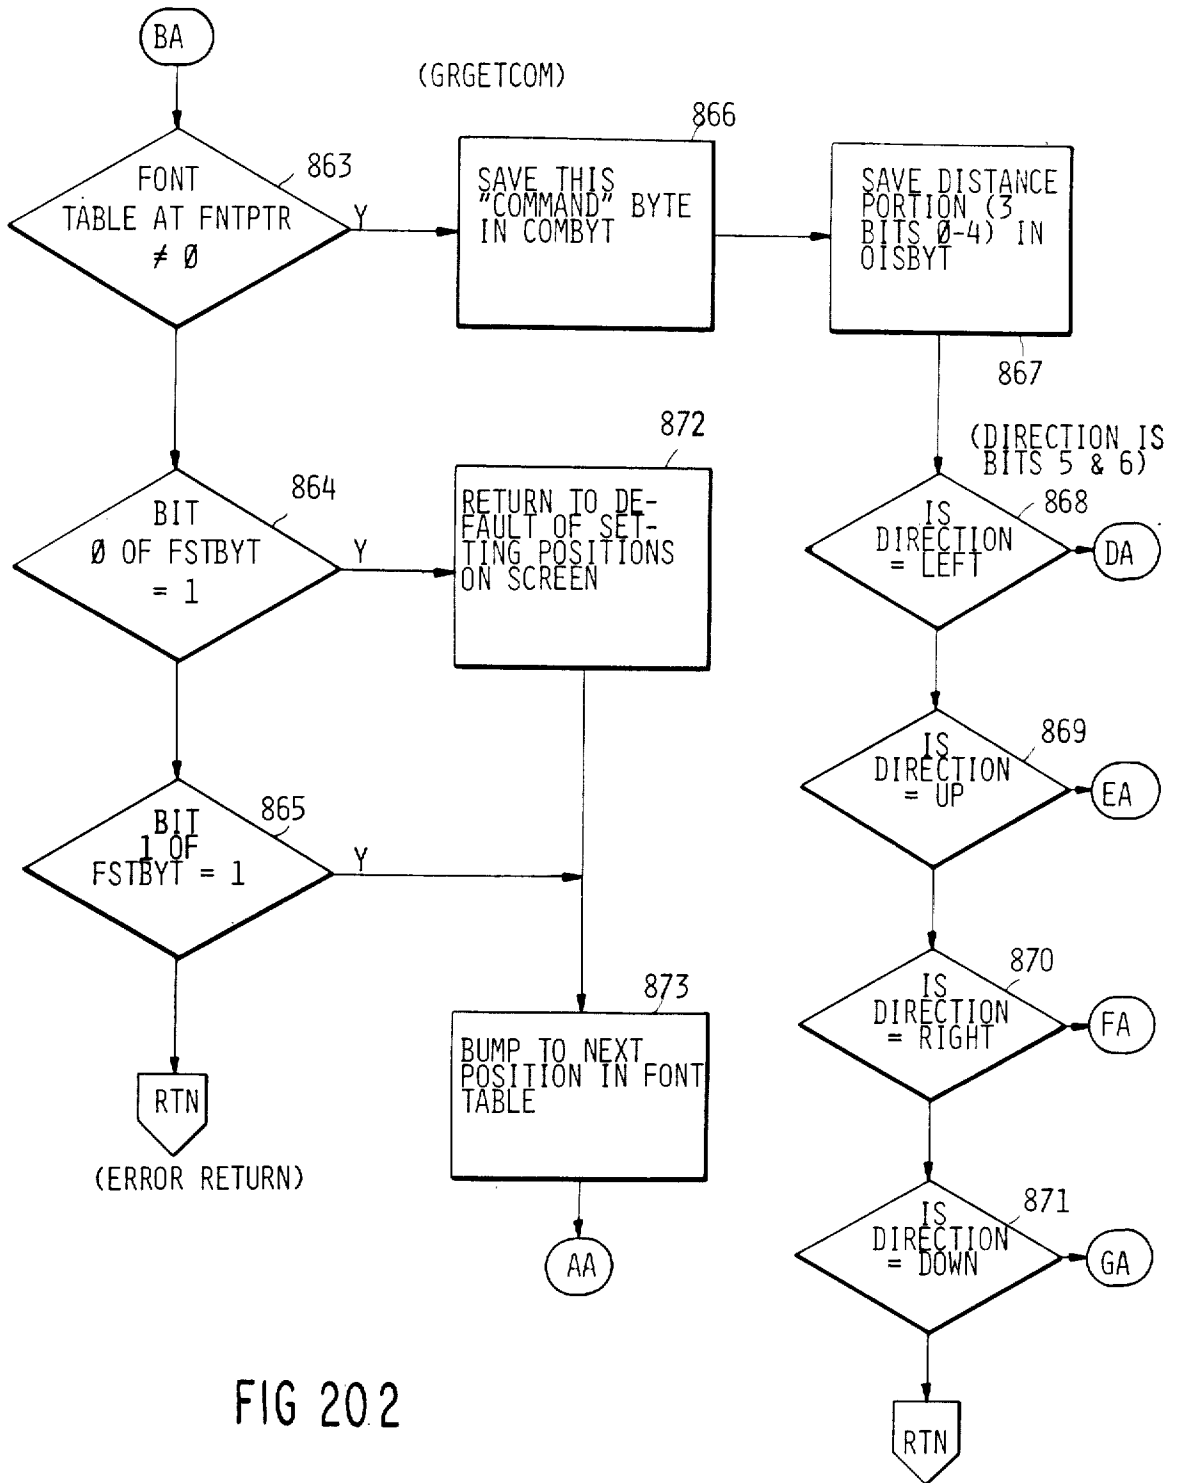 BA
(GRGETCOM)
863
FONT
TABLE AT FNTPTR
≠ Ø
Y
866
SAVE THIS
"COMMAND" BYTE
IN COMBYT
SAVE DISTANCE
PORTION (3
BITS Ø-4) IN
OISBYT
867
864
BIT
Ø OF FSTBYT
= 1
Y
872
RETURN TO DE-
FAULT OF SET-
TING POSITIONS
ON SCREEN
(DIRECTION IS
BITS 5 & 6)
868
IS
DIRECTION
= LEFT
DA
865
BIT
1 OF
FSTBYT = 1
Y
869
IS
DIRECTION
= UP
EA
RTN
(ERROR RETURN)
873
BUMP TO NEXT
POSITION IN FONT
TABLE
AA
870
IS
DIRECTION
= RIGHT
FA
871
IS
DIRECTION
= DOWN
GA
RTN
FIG 20.2